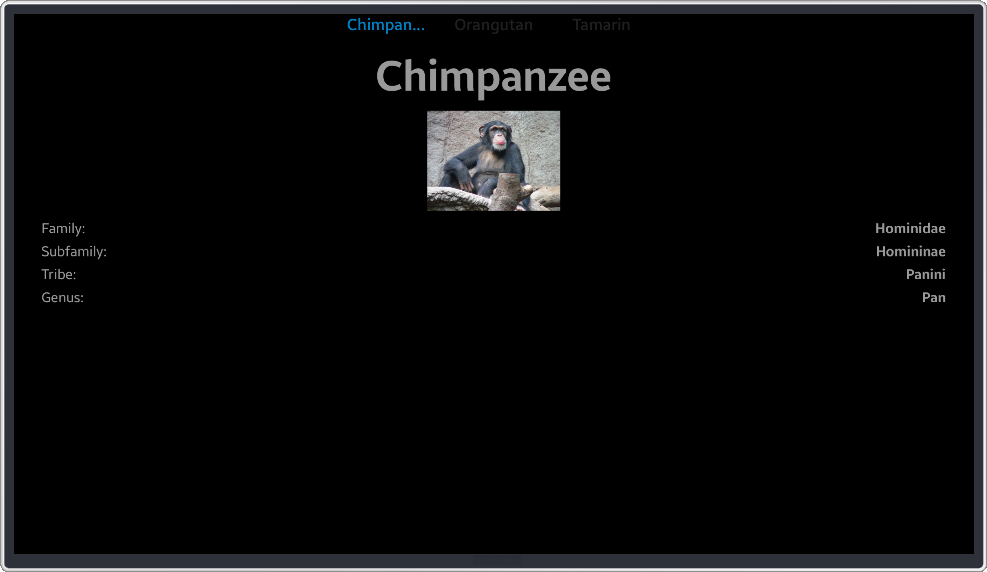 Chimpan... Orangutan Tamarin
Chimpanzee
Family: Hominidae
Subfamily: Homininae
Tribe: Panini
Genus: Pan